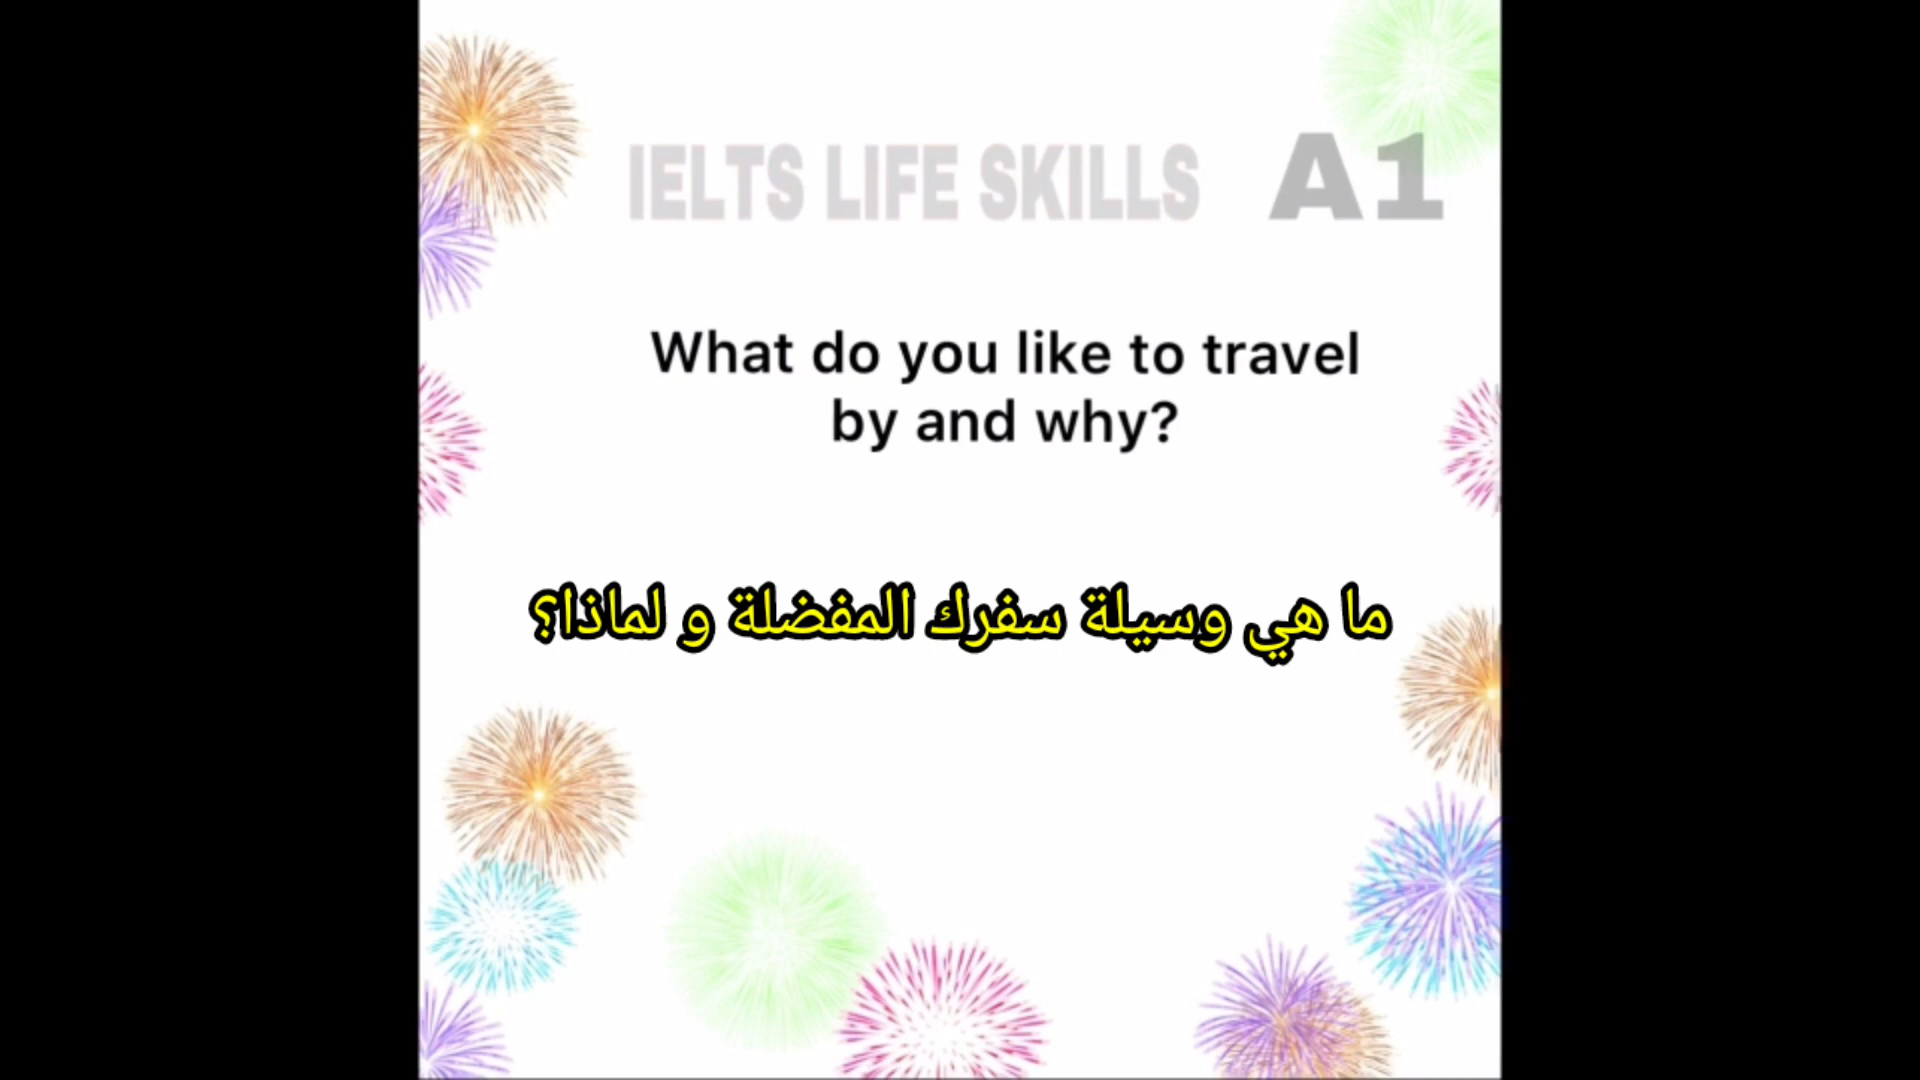 IELTS LIFE SKILLS A1
What do you like to travel
by and why?
ما هي وسيلة سفرك المفضلة و لماذا؟